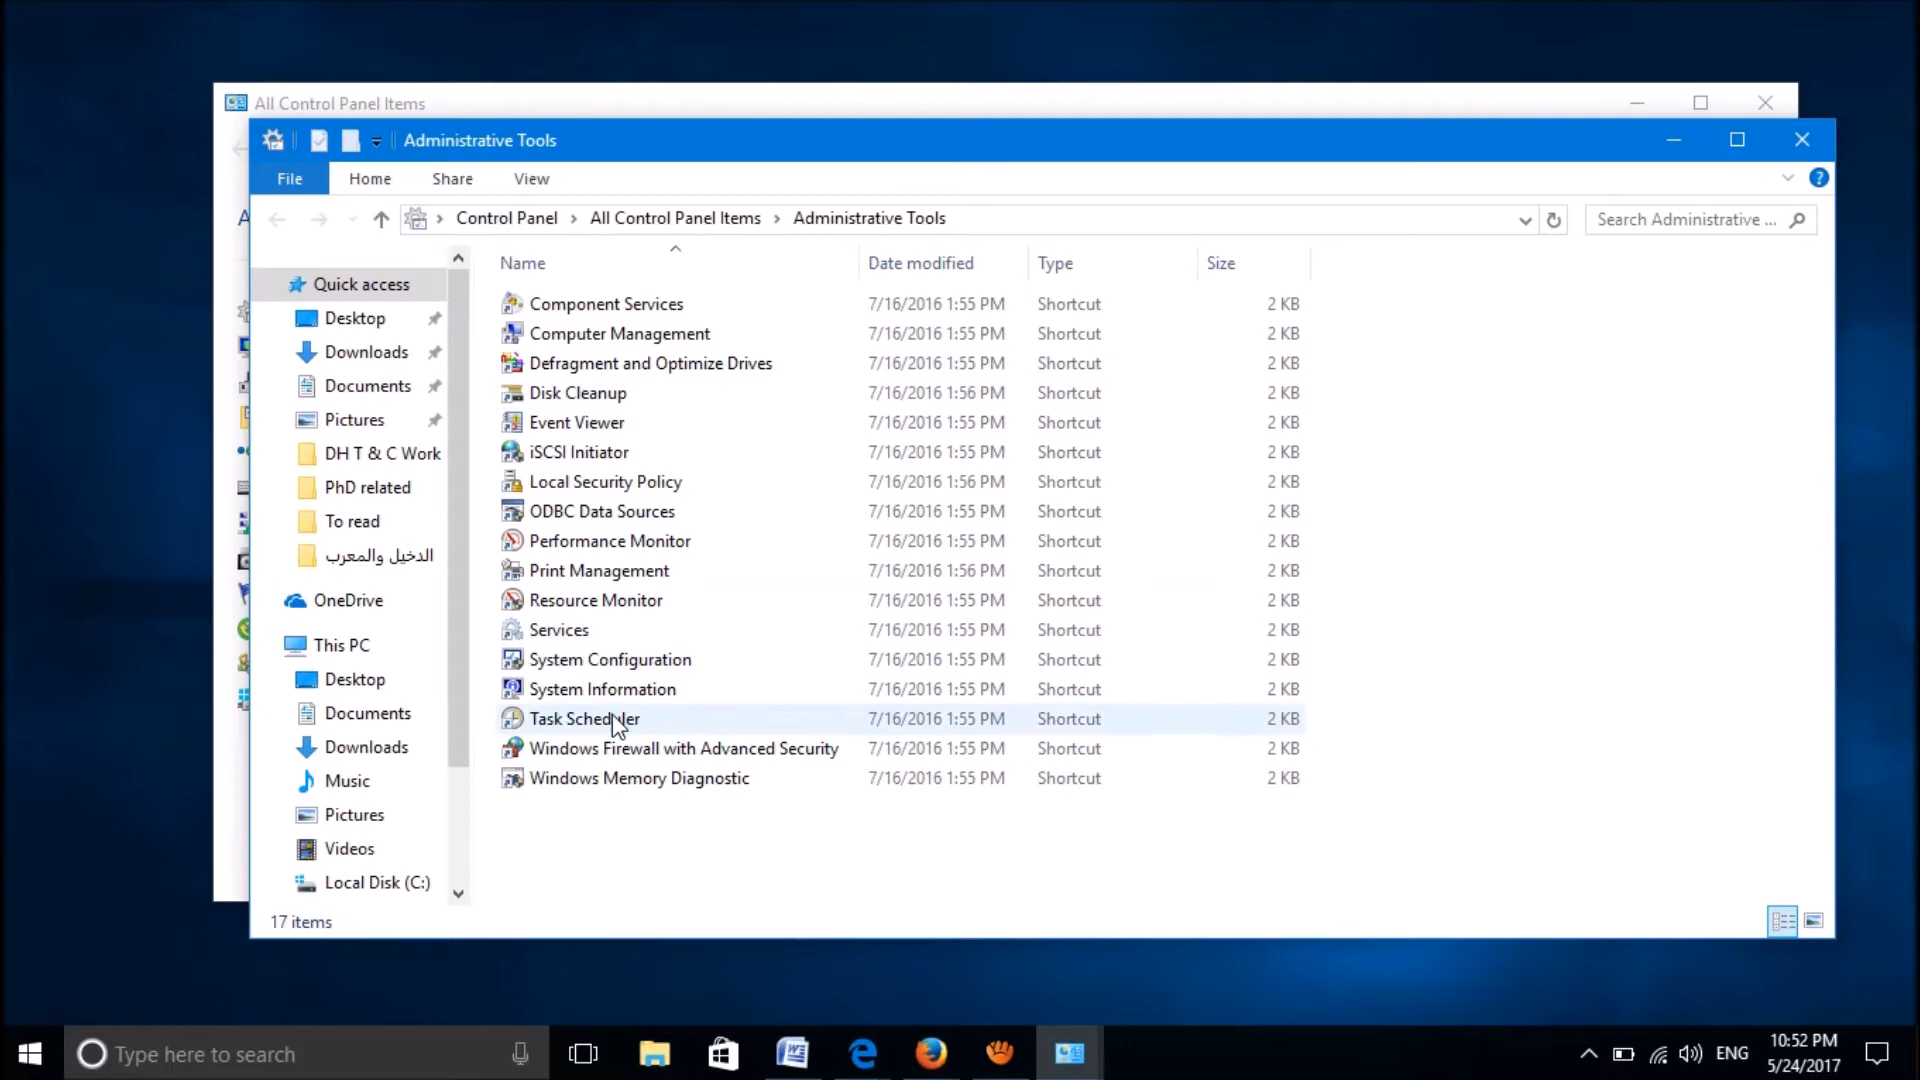 All Control Panel Items
Administrative Tools
File Home Share View
Control Panel All Control Panel Items Administrative Tools
Search Administrative ...
Name Date modified Type Size
Quick access
Desktop
Downloads
Documents
Pictures
DH T & C Work
PhD related
To read
الدخيل والمعرب
OneDrive
This PC
Desktop
Documents
Downloads
Music
Pictures
Videos
Local Disk (C:)
Component Services 7/16/2016 1:55 PM Shortcut 2 KB
Computer Management 7/16/2016 1:55 PM Shortcut 2 KB
Defragment and Optimize Drives 7/16/2016 1:55 PM Shortcut 2 KB
Disk Cleanup 7/16/2016 1:56 PM Shortcut 2 KB
Event Viewer 7/16/2016 1:55 PM Shortcut 2 KB
iSCSI Initiator 7/16/2016 1:55 PM Shortcut 2 KB
Local Security Policy 7/16/2016 1:56 PM Shortcut 2 KB
ODBC Data Sources 7/16/2016 1:55 PM Shortcut 2 KB
Performance Monitor 7/16/2016 1:55 PM Shortcut 2 KB
Print Management 7/16/2016 1:56 PM Shortcut 2 KB
Resource Monitor 7/16/2016 1:55 PM Shortcut 2 KB
Services 7/16/2016 1:55 PM Shortcut 2 KB
System Configuration 7/16/2016 1:55 PM Shortcut 2 KB
System Information 7/16/2016 1:55 PM Shortcut 2 KB
Task Scheduler 7/16/2016 1:55 PM Shortcut 2 KB
Windows Firewall with Advanced Security 7/16/2016 1:55 PM Shortcut 2 KB
Windows Memory Diagnostic 7/16/2016 1:55 PM Shortcut 2 KB
17 items
Type here to search
ENG
10:52 PM
5/24/2017